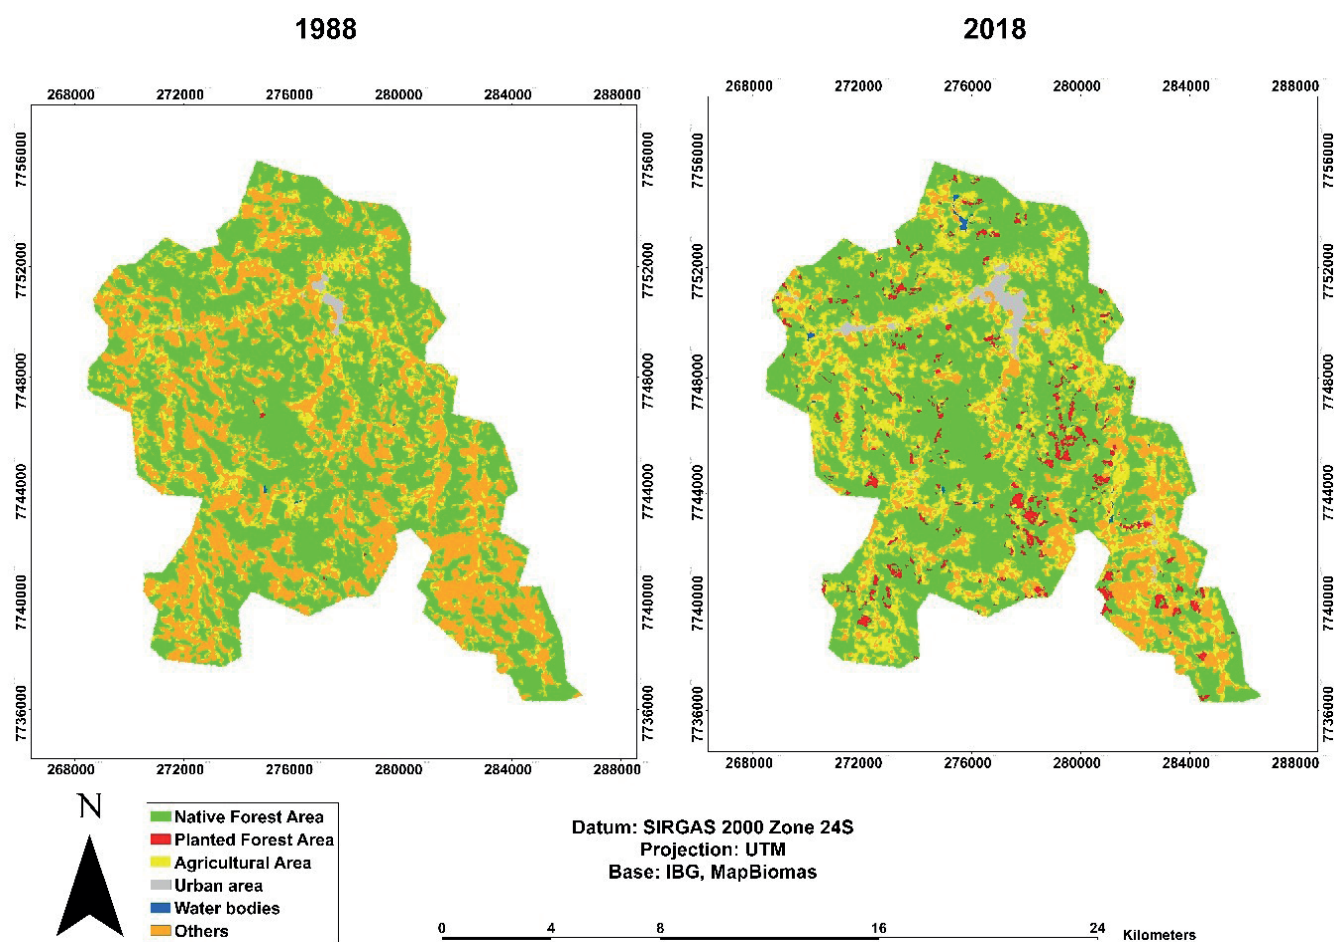 1988
2018
268000 272000 276000 280000 284000 288000
268000 272000 276000 280000 284000 288000
7756000
7752000
7748000
7744000
7740000
7736000
7756000
7752000
7748000
7744000
7740000
7736000
7756000
7752000
7748000
7744000
7740000
7736000
7756000
7752000
7748000
7744000
7740000
7736000
268000 272000 276000 280000 284000 288000
268000 272000 276000 280000 284000 288000
N
Native Forest Area
Planted Forest Area
Agricultural Area
Urban area
Water bodies
Others
Datum: SIRGAS 2000 Zone 24S
Projection: UTM
Base: IBG, MapBiomas
0 4 8 16 24 Kilometers